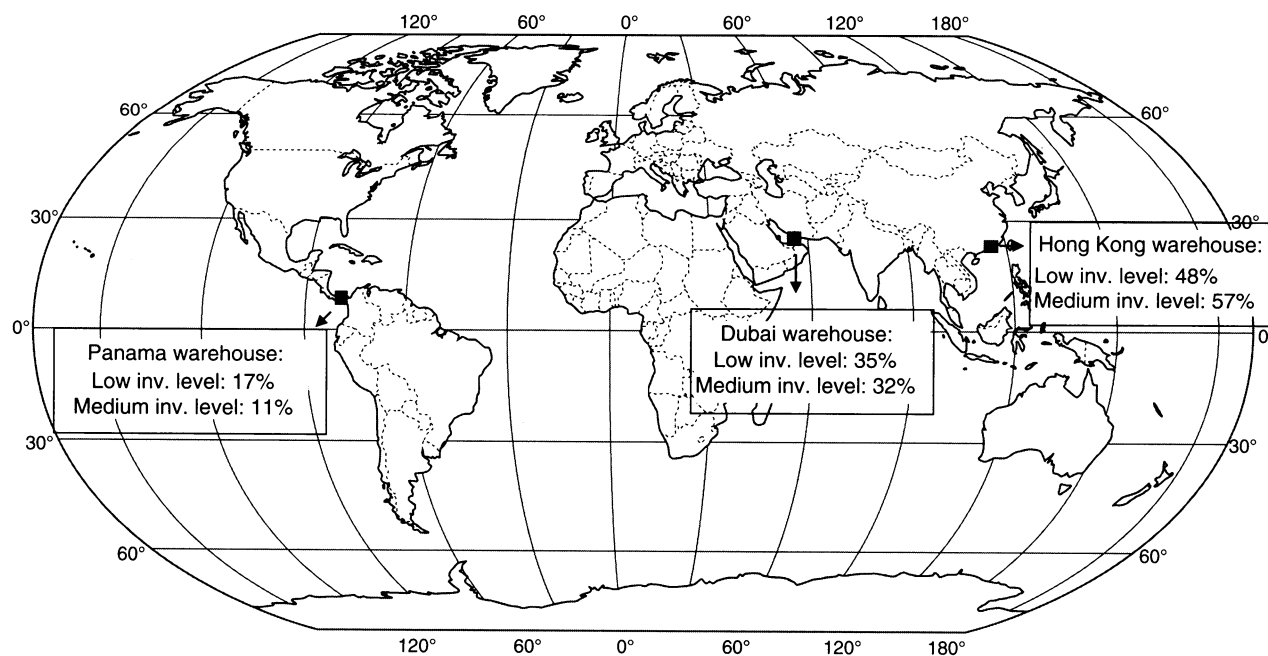 120° 60° 0° 60° 120° 180°
60° 60°
30° 30°
Hong Kong warehouse:
Low inv. level: 48%
Medium inv. level: 57%
0° 0
Dubai warehouse:
Low inv. level: 35%
Medium inv. level: 32%
Panama warehouse:
Low inv. level: 17%
Medium inv. level: 11%
30° 30°
60° 60°
120° 60° 0° 60° 120° 180°